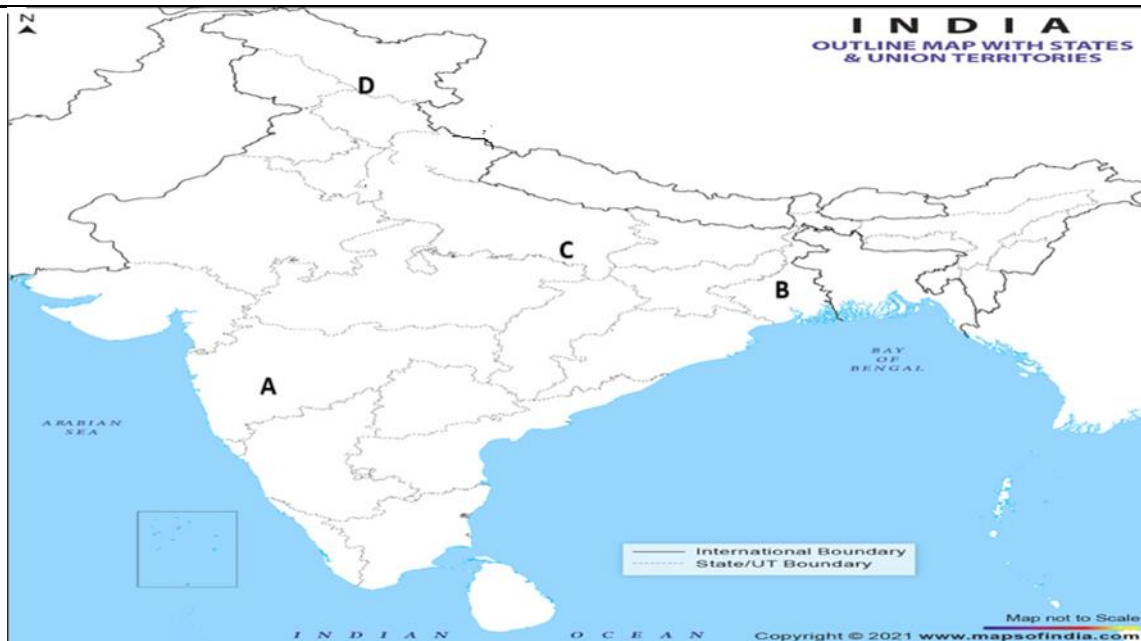 N
INDIA
OUTLINE MAP WITH STATES
& UNION TERRITORIES
D
C
B
BAY
OF
BENGAL
A
ARABIAN
SEA
International Boundary
State/UT Boundary
Map not to Scale
INDIAN OCEAN
Copyright © 2021 www.mapsofindia.com